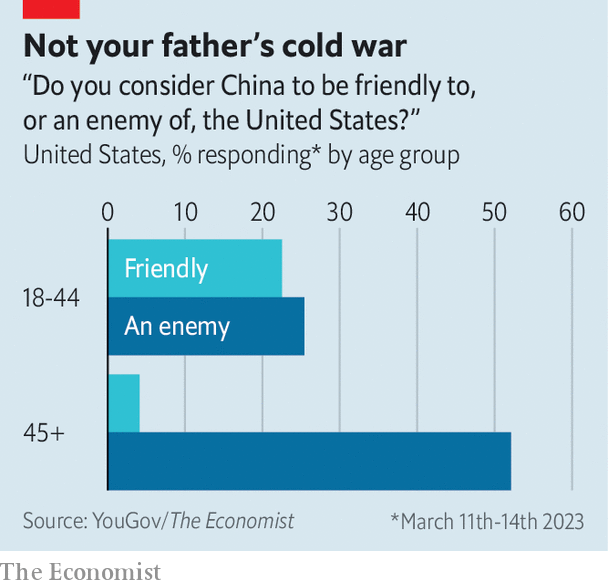 Not your father’s cold war
“Do you consider China to be friendly to,
or an enemy of, the United States?”
United States, % responding* by age group
0 10 20 30 40 50 60
Friendly
18-44
An enemy
45+
Source: YouGov/The Economist *March 11th-14th 2023
The Economist